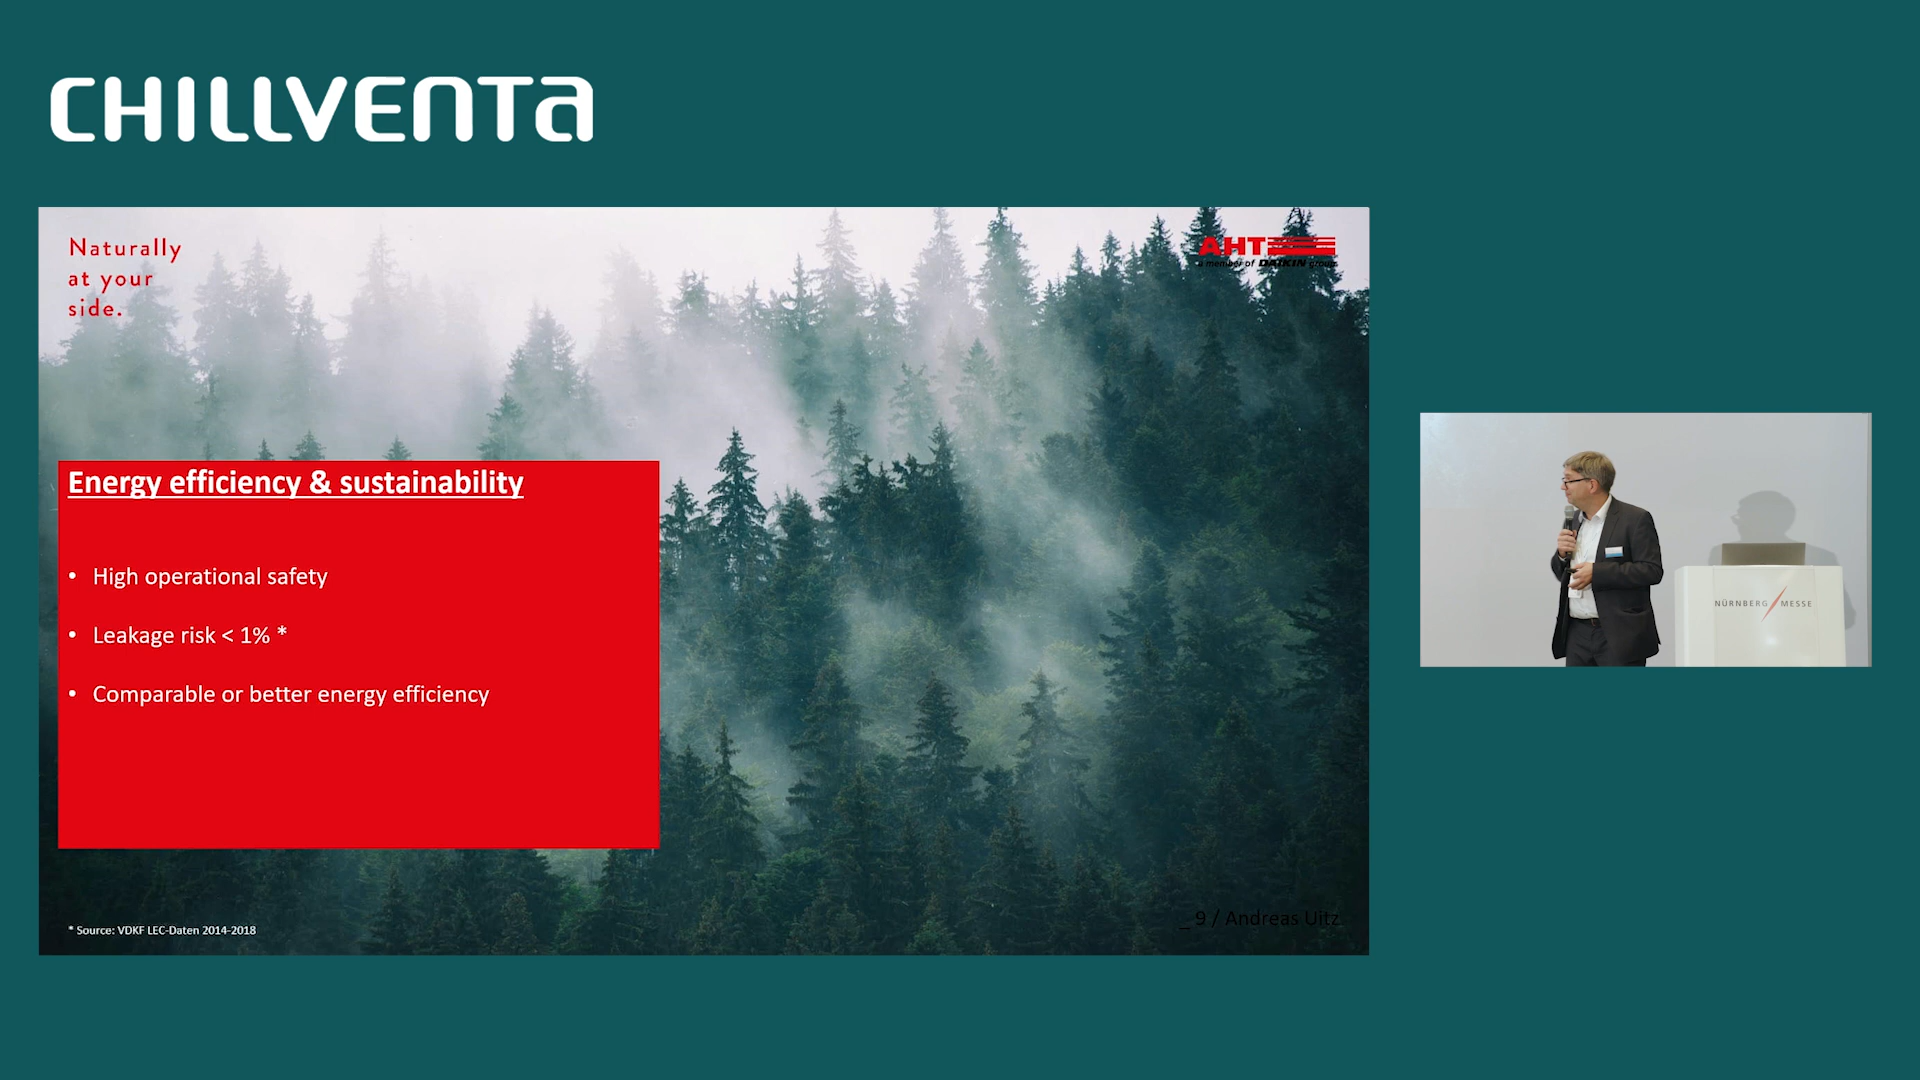 CHILLVENTA
Naturally
at your
side.
AHT
a member of DAIKIN group
Energy efficiency & sustainability
• High operational safety
• Leakage risk < 1% *
• Comparable or better energy efficiency
* Source: VDKF LEC-Daten 2014-2018
_ 9 / Andreas Uitz
NÜRNBERG MESSE